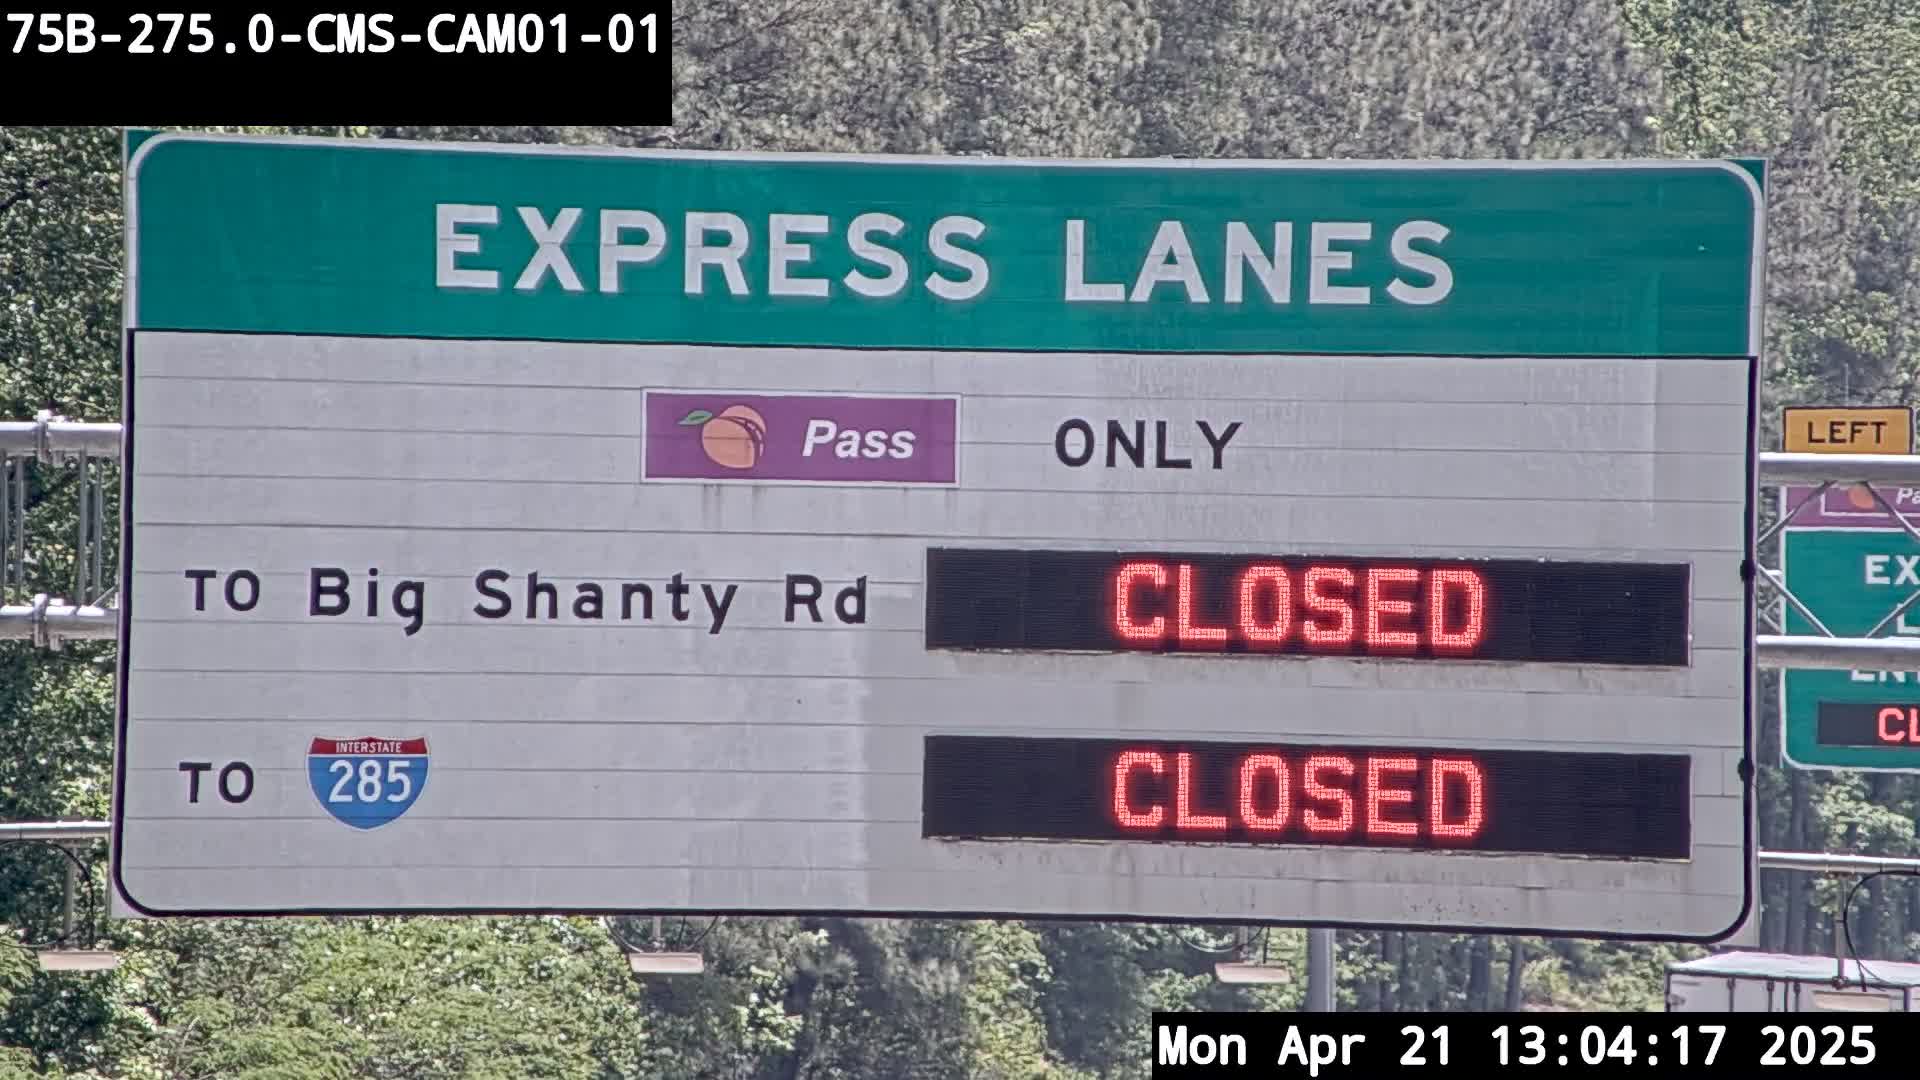 75B-275.0-CMS-CAM01-01
EXPRESS LANES
Pass ONLY
LEFT
TO Big Shanty Rd CLOSED
TO INTERSTATE 285 CLOSED
Mon Apr 21 13:04:17 2025